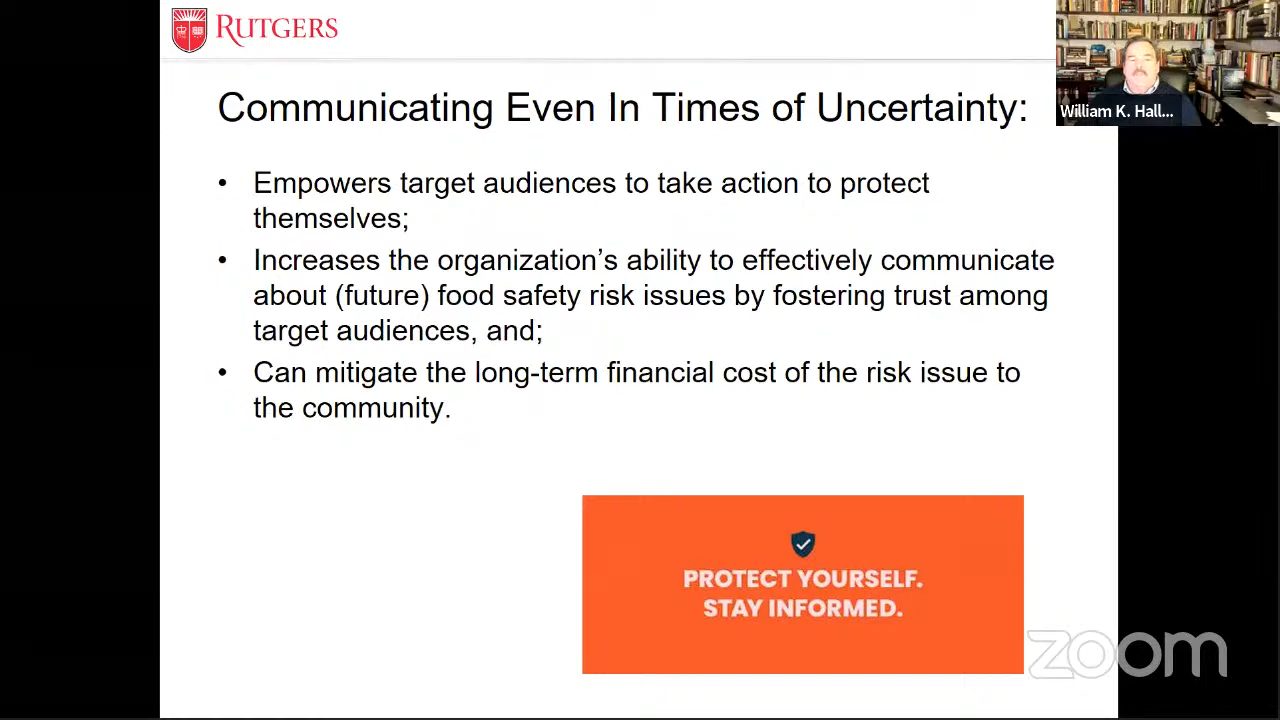 RUTGERS
Communicating Even In Times of Uncertainty:
William K. Hall...
• Empowers target audiences to take action to protect
themselves;
• Increases the organization’s ability to effectively communicate
about (future) food safety risk issues by fostering trust among
target audiences, and;
• Can mitigate the long-term financial cost of the risk issue to
the community.
PROTECT YOURSELF.
STAY INFORMED.
zoom